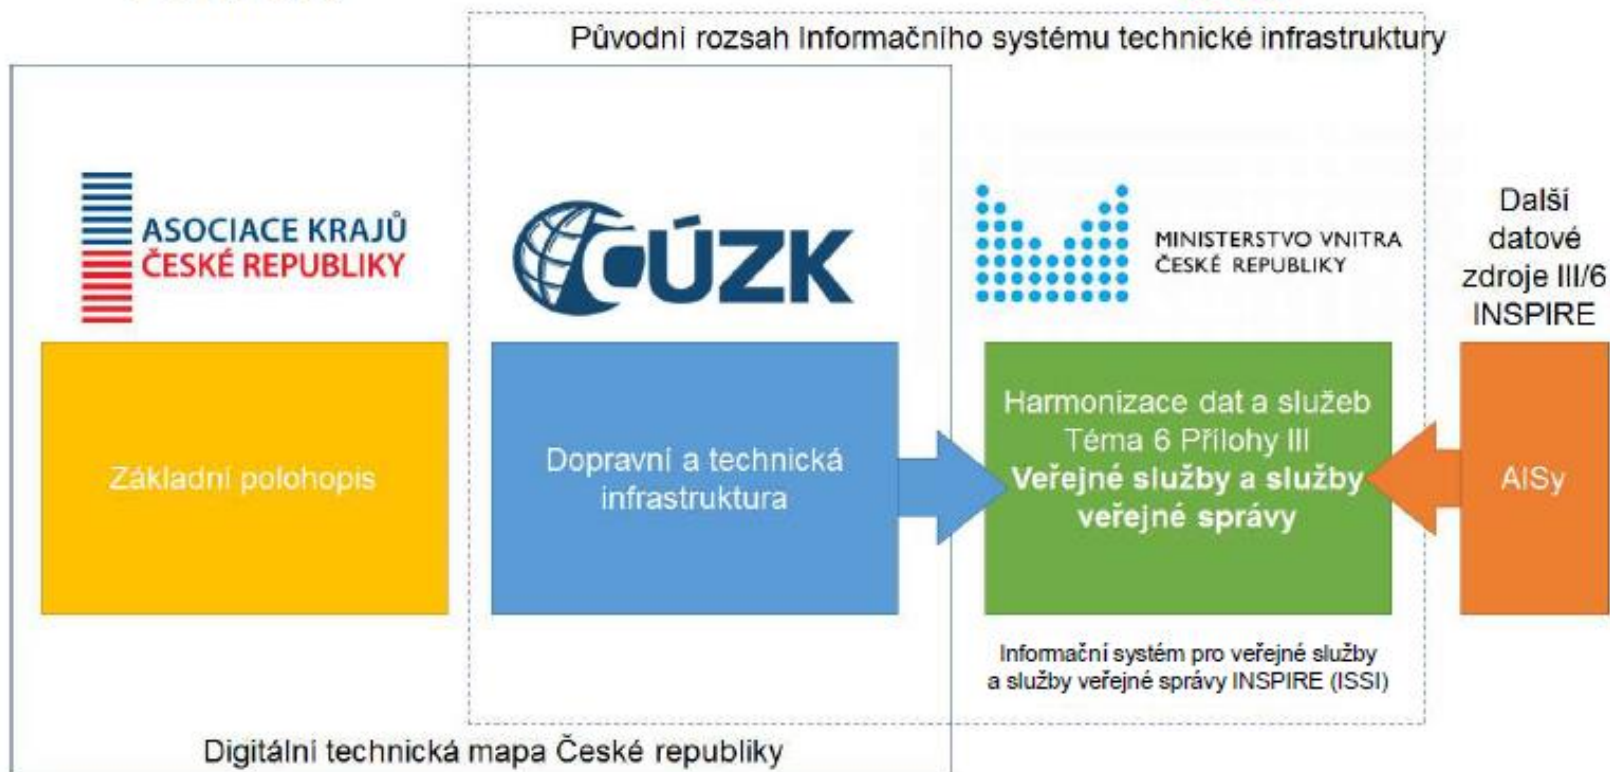 Původní rozsah Informačního systému technické infrastruktury
ASOCIACE KRAJŮ
ČESKÉ REPUBLIKY
ČÚZK
MINISTERSTVO VNITRA
ČESKÉ REPUBLIKY
Další
datové
zdroje III/6
INSPIRE
Základní polohopis
Dopravní a technická
infrastruktura
Harmonizace dat a služeb
Téma 6 Přílohy III
Veřejné služby a služby
veřejné správy
AISy
Informační systém pro veřejné služby
a služby veřejné správy INSPIRE (ISSI)
Digitální technická mapa České republiky